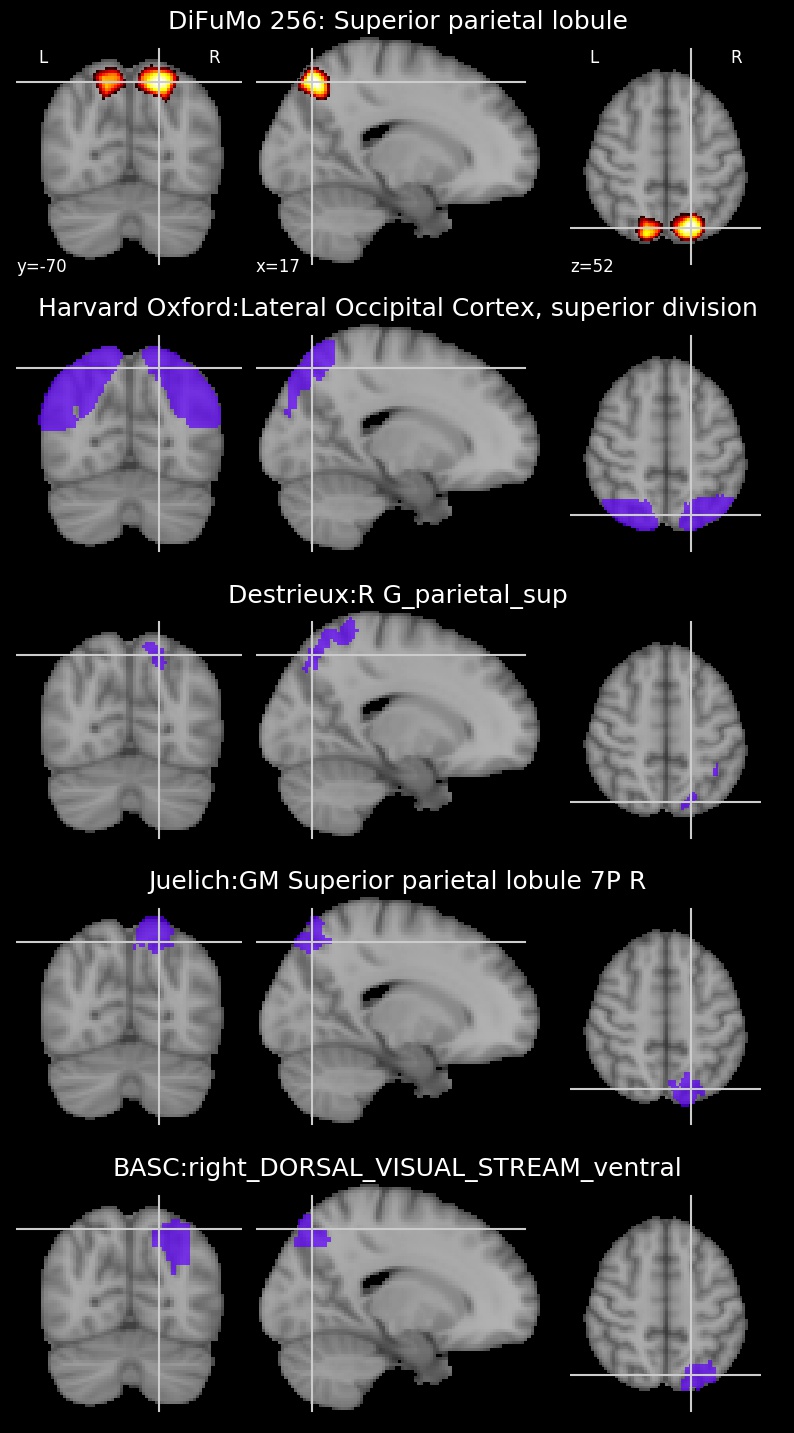 DiFuMo 256: Superior parietal lobule
L R L R
y=-70 x=17 z=52
Harvard Oxford:Lateral Occipital Cortex, superior division
Destrieux:R G_parietal_sup
Juelich:GM Superior parietal lobule 7P R
BASC:right_DORSAL_VISUAL_STREAM_ventral